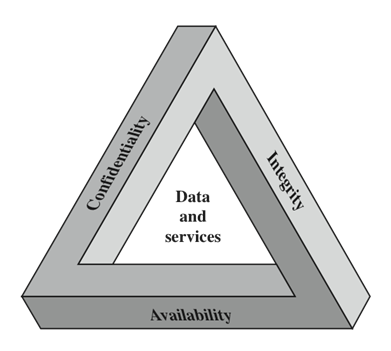 Confidentiality
Integrity
Data
and
services
Availability